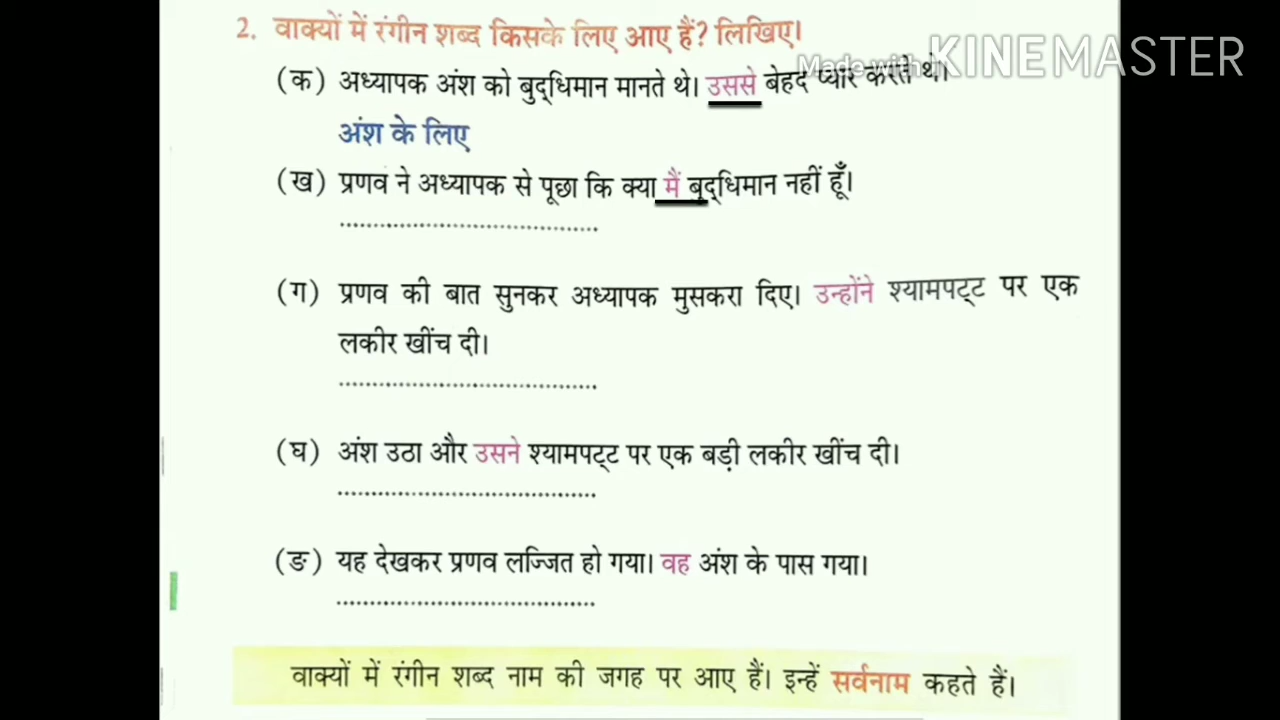 2. वाक्यों में रंगीन शब्द किसके लिए आए हैं? लिखिए।
Made with KINEMASTER
(क) अध्यापक अंश को बुद्‌धिमान मानते थे। उससे बेहद प्यार करते थे।
अंश के लिए
(ख) प्रणव ने अध्यापक से पूछा कि क्या मैं बुद्‌धिमान नहीं हूँ।
.......................................
(ग) प्रणव की बात सुनकर अध्यापक मुसकरा दिए। उन्होंने श्यामपट्‌ट पर एक
लकीर खींच दी।
.......................................
(घ) अंश उठा और उसने श्यामपट्‌ट पर एक बड़ी लकीर खींच दी।
.......................................
(ङ) यह देखकर प्रणव लज्जित हो गया। वह अंश के पास गया।
.......................................
वाक्यों में रंगीन शब्द नाम की जगह पर आए हैं। इन्हें सर्वनाम कहते हैं।